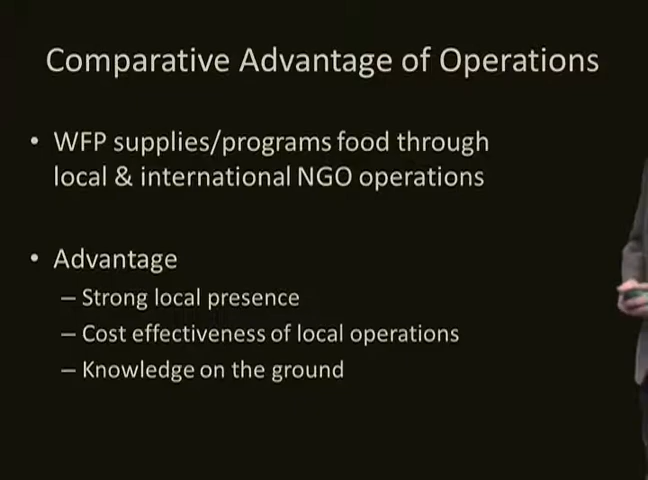 Comparative Advantage of Operations
• WFP supplies/programs food through
local & international NGO operations
• Advantage
– Strong local presence
– Cost effectiveness of local operations
– Knowledge on the ground